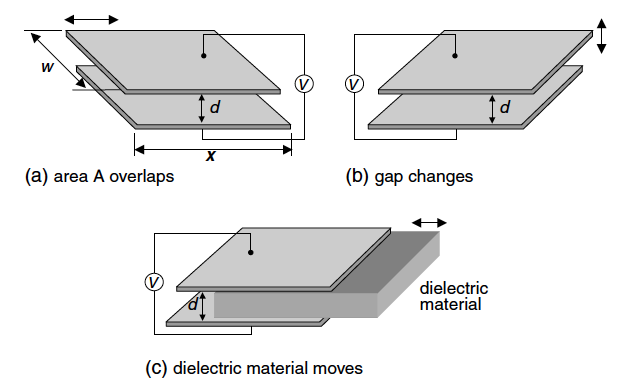 w
d
V
x
(a) area A overlaps
V
d
(b) gap changes
V
d
dielectric
material
(c) dielectric material moves